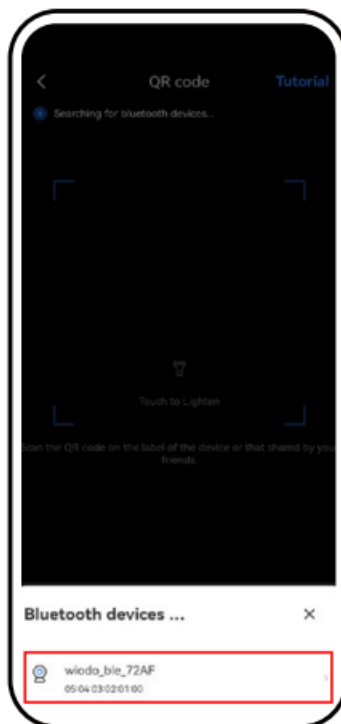 QR code
Tutorial
Searching for bluetooth devices..
Touch to Lighten
Scan the QR code on the label of the device or that shared by you
friends.
Bluetooth devices ...
wiodo_ble_72AF
05:04:03:02:01:00